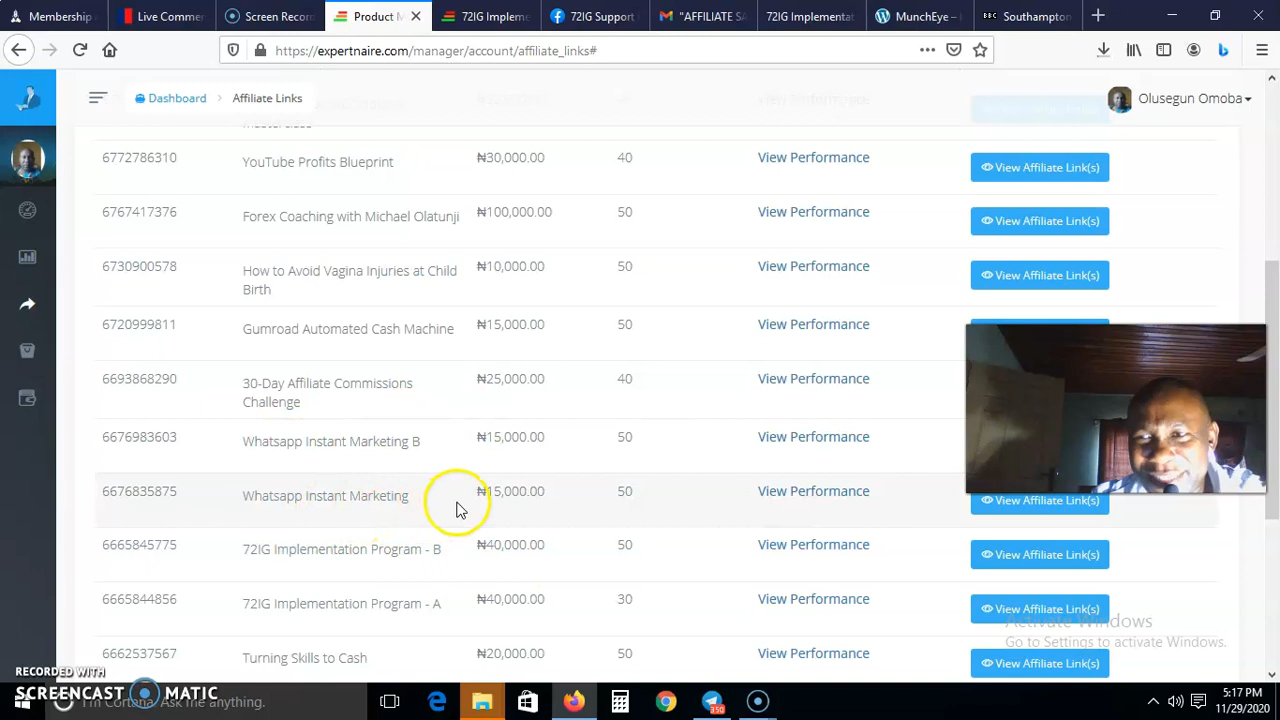 Membership
Live Comme
Screen Reco
Product M
72IG Impleme
72IG Support
"AFFILIATE SA
72IG Implementat
MunchEye –
BBC Southampton
https://expertnaire.com/manager/account/affiliate_links#
Dashboard > Affiliate Links
Olusegun Omoba
6772786310 YouTube Profits Blueprint ₦30,000.00 40 View Performance View Affiliate Link(s)
6767417376 Forex Coaching with Michael Olatunji ₦100,000.00 50 View Performance View Affiliate Link(s)
6730900578 How to Avoid Vagina Injuries at Child ₦10,000.00 50 View Performance View Affiliate Link(s)
Birth
6720999811 Gumroad Automated Cash Machine ₦15,000.00 50 View Performance
6693868290 30-Day Affiliate Commissions ₦25,000.00 40 View Performance
Challenge
6676983603 Whatsapp Instant Marketing B ₦15,000.00 50 View Performance
6676835875 Whatsapp Instant Marketing ₦15,000.00 50 View Performance View Affiliate Link(s)
6665845775 72IG Implementation Program - B ₦40,000.00 50 View Performance View Affiliate Link(s)
6665844856 72IG Implementation Program - A ₦40,000.00 30 View Performance View Affiliate Link(s)
Activate Windows
Go to Settings to activate Windows.
6662537567 Turning Skills to Cash ₦20,000.00 50 View Performance View Affiliate Link(s)
RECORDED WITH
SCREENCAST MATIC
I'm Cortana. Ask me anything.
350
5:17 PM
11/29/2020